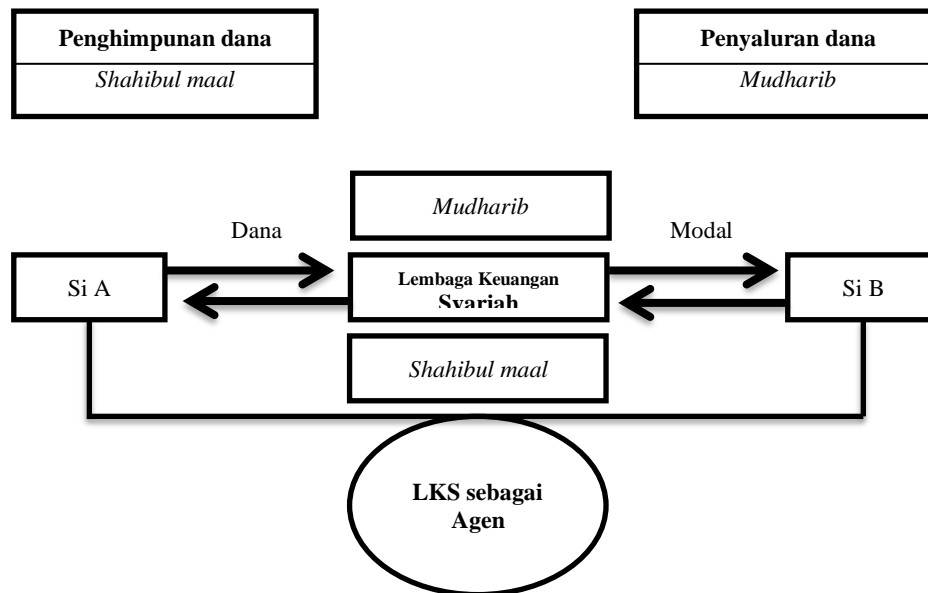 Penghimpunan dana
Shahibul maal
Penyaluran dana
Mudharib
Mudharib
Dana
Modal
Si A
Lembaga Keuangan
Syariah
Si B
Shahibul maal
LKS sebagai
Agen